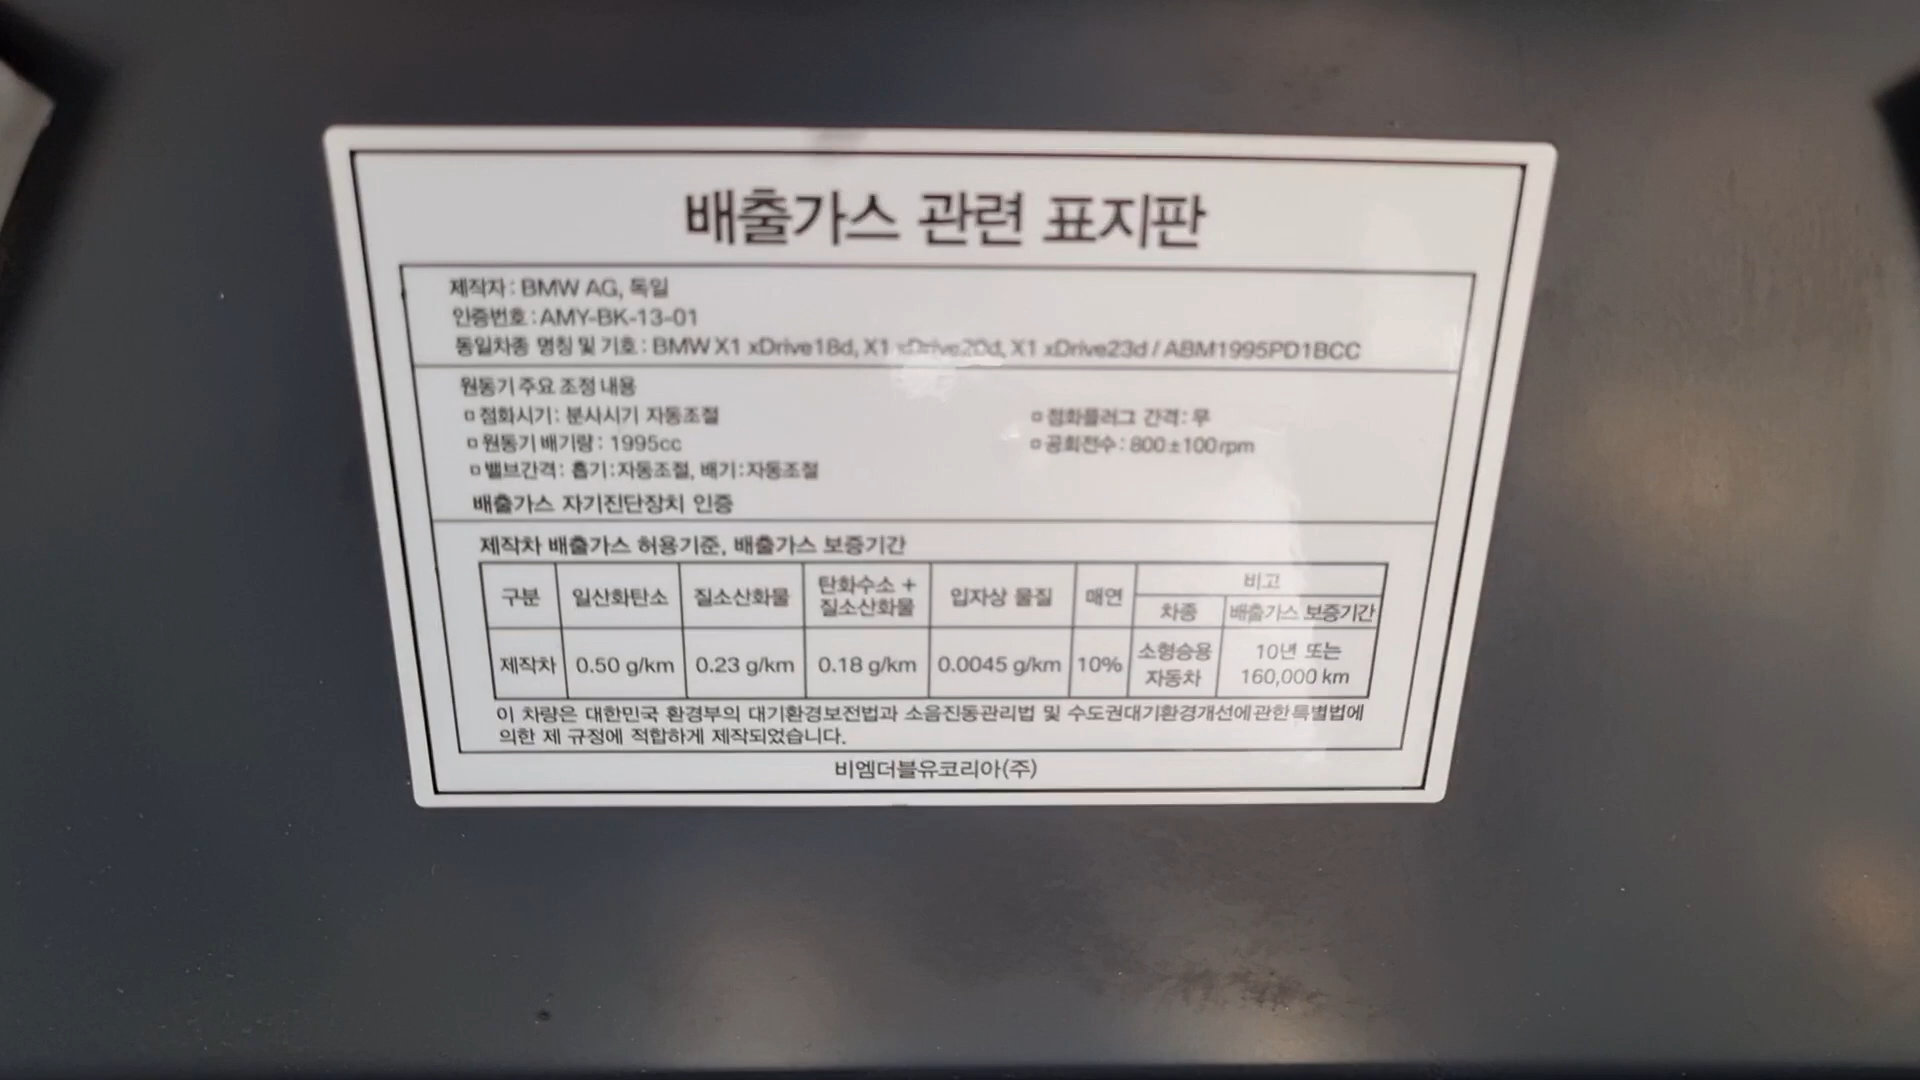 배출가스 관련 표지판
제작자 : BMW AG, 독일
인증번호 : AMY-BK-13-01
동일차종 명칭 및 기호 : BMW X1 xDrive18d, X1 xDrive20d, X1 xDrive23d / ABM1995PD1BCC
원동기 주요 조정 내용
▫ 점화시기 : 분사시기 자동조절 ▫ 점화플러그 간격 : 무
▫ 원동기 배기량 : 1995cc ▫ 공회전수 : 800±100rpm
▫ 밸브간격 : 흡기 : 자동조절, 배기 : 자동조절
배출가스 자기진단장치 인증
제작차 배출가스 허용기준, 배출가스 보증기간
구분 일산화탄소 질소산화물 탄화수소 + 질소산화물 입자상 물질 매연 비고
차종 배출가스 보증기간
제작차 0.50 g/km 0.23 g/km 0.18 g/km 0.0045 g/km 10% 소형승용 자동차 10년 또는 160,000 km
이 차량은 대한민국 환경부의 대기환경보전법과 소음진동관리법 및 수도권대기환경개선에관한특별법에
의한 제 규정에 적합하게 제작되었습니다.
비엠더블유코리아(주)